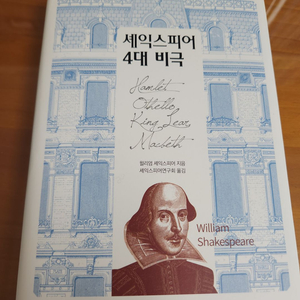 셰익스피어
4대 비극
Hamlet
Othello
King Lear
Macbeth
윌리엄 셰익스피어 지음
셰익스피어연구회 옮김
William
Shakespeare